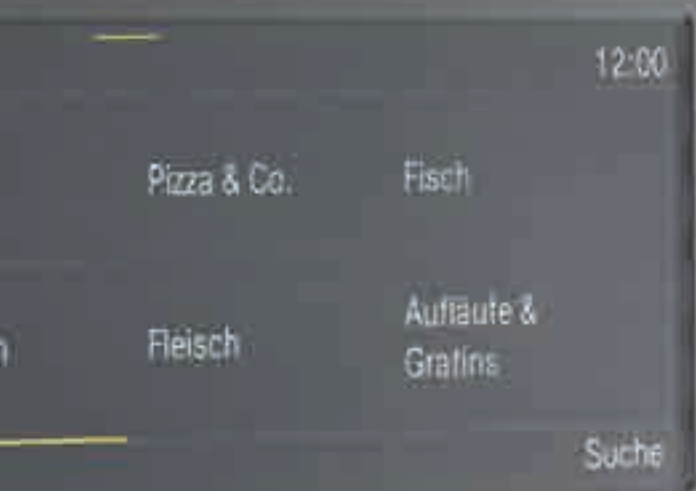 12:00
Pizza & Co.
Fisch
Fleisch
Aufläufe &
Gratins
Suche